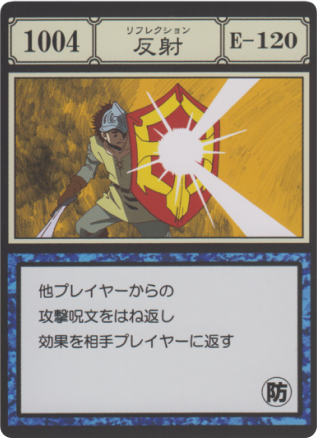 1004
リフレクション
反射
E-120
他プレイヤーからの
攻撃呪文をはね返し
効果を相手プレイヤーに返す
防